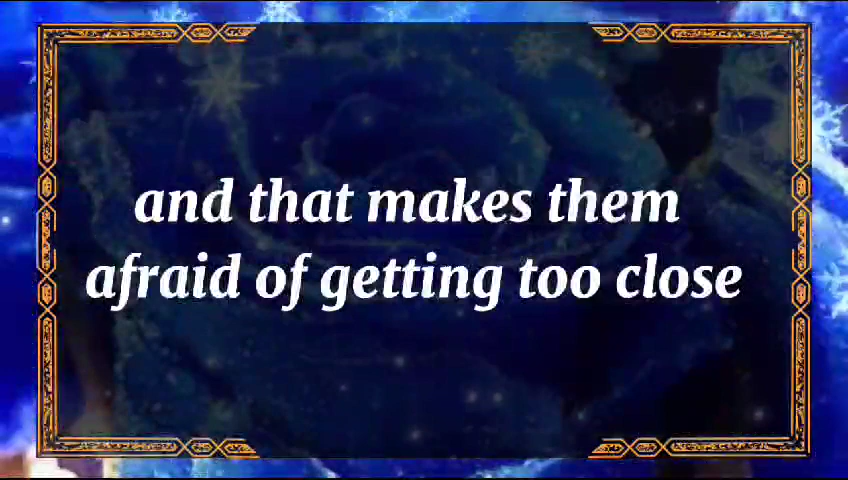 and that makes them
afraid of getting too close